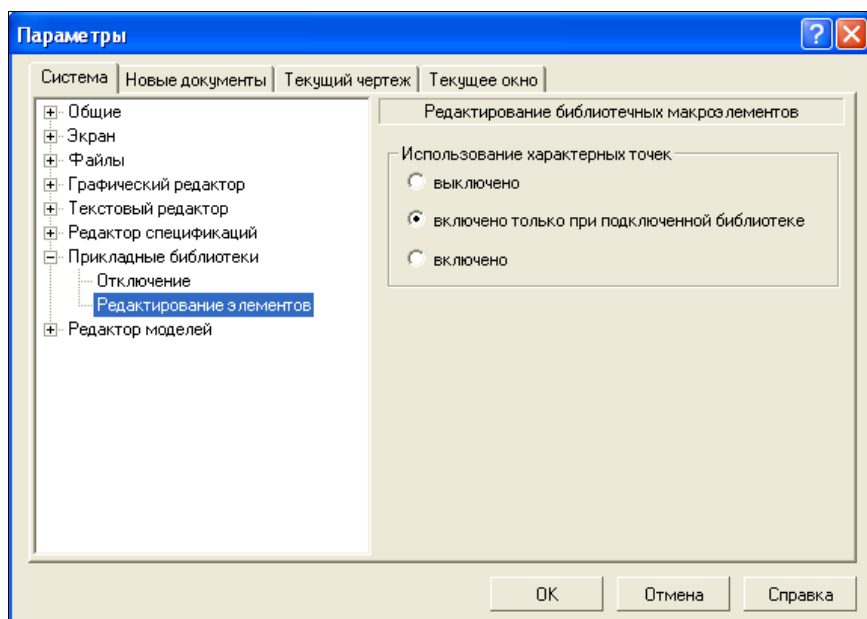 Параметры
Система
Новые документы
Текущий чертеж
Текущее окно
Общие
Экран
Файлы
Графический редактор
Текстовый редактор
Редактор спецификаций
Прикладные библиотеки
Отключение
Редактирование элементов
Редактор моделей
Редактирование библиотечных макроэлементов
Использование характерных точек
выключено
включено только при подключенной библиотеке
включено
OK
Отмена
Справка